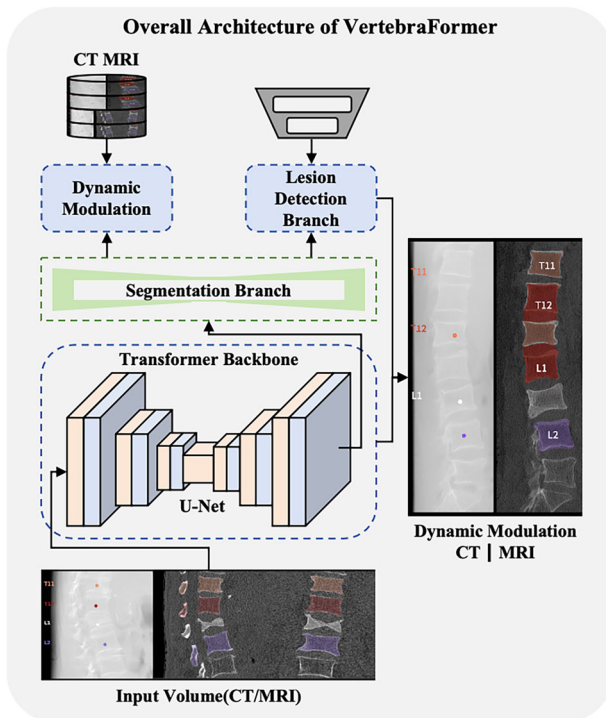 Overall Architecture of VertebraFormer
CT MRI
Dynamic
Modulation
Lesion
Detection
Branch
Segmentation Branch
Transformer Backbone
U-Net
T11
T12
L1
T11
T12
L1
L2
Dynamic Modulation
CT | MRI
T11
L1
L2
Input Volume(CT/MRI)